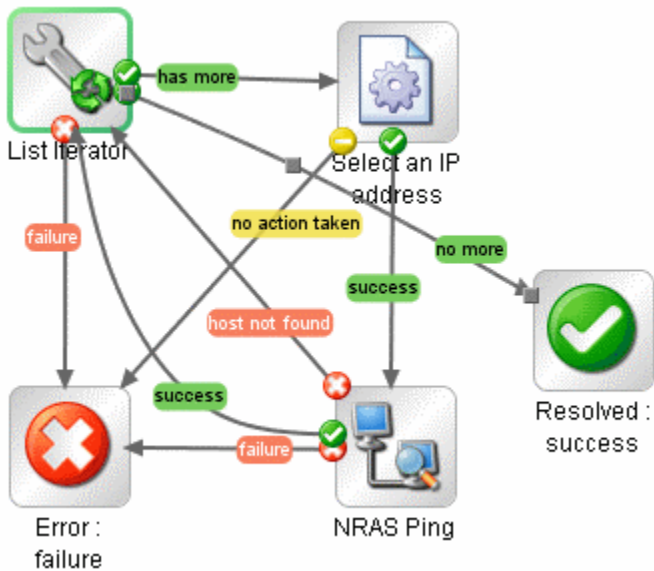 has more
List Iterator
Select an IP
address
failure
no action taken
no more
success
host not found
success
Resolved :
success
failure
Error :
failure
NRAS Ping